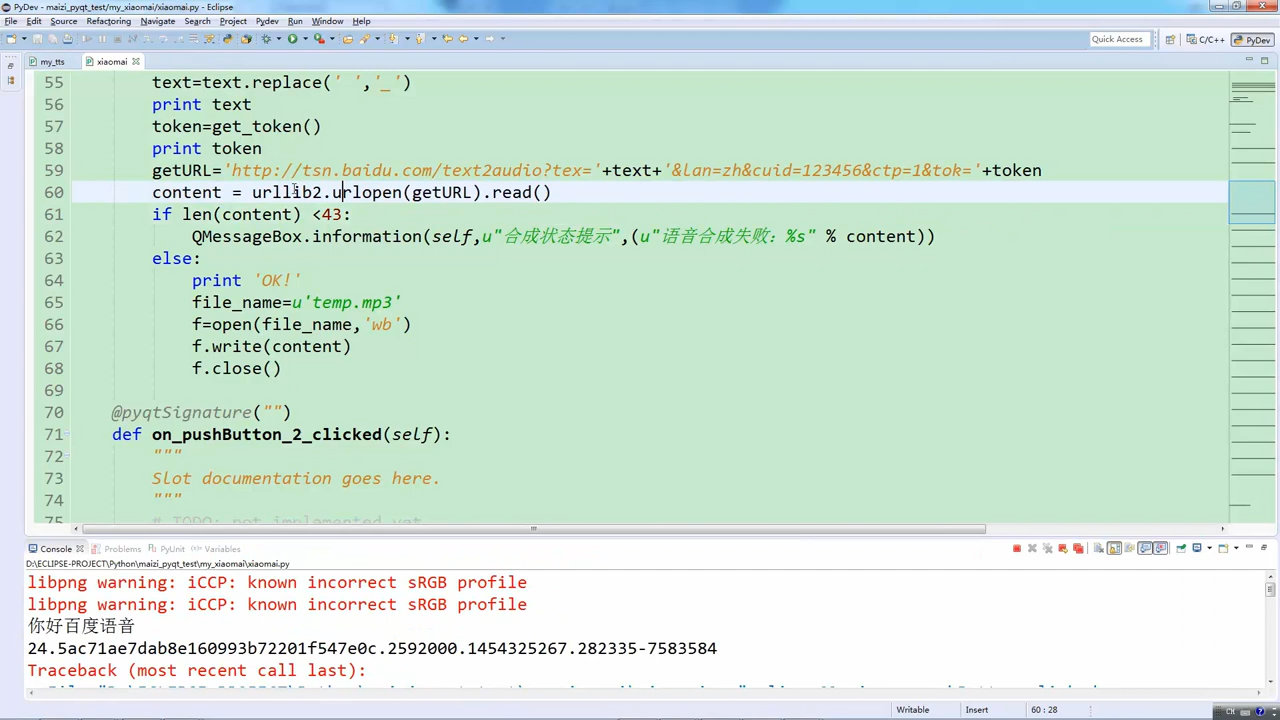 PyDev - maizi_pyqt_test/my_xiaomai/xiaomai.py - Eclipse
File Edit Source Refactoring Navigate Search Project Pydev Run Window Help
Quick Access C/C++ PyDev
my_tts xiaomai
55 text=text.replace(' ','_')
56 print text
57 token=get_token()
58 print token
59 getURL='http://tsn.baidu.com/text2audio?tex='+text+'&lan=zh&cuid=123456&ctp=1&tok='+token
60 content = urllib2.urlopen(getURL).read()
61 if len(content) <43:
62 QMessageBox.information(self,u"合成状态提示",(u"语音合成失败：%s" % content))
63 else:
64 print 'OK!'
65 file_name=u'temp.mp3'
66 f=open(file_name,'wb')
67 f.write(content)
68 f.close()
69
70 @pyqtSignature("")
71 def on_pushButton_2_clicked(self):
72 """
73 Slot documentation goes here.
74 """
75 # TODO: not implemented yet
Console Problems PyUnit Variables
D:\ECLIPSE-PROJECT\Python\maizi_pyqt_test\my_xiaomai\xiaomai.py
libpng warning: iCCP: known incorrect sRGB profile
libpng warning: iCCP: known incorrect sRGB profile
你好百度语音
24.5ac71ae7dab8e160993b72201f547e0c.2592000.1454325267.282335-7583584
Traceback (most recent call last):
Writable Insert 60 : 28 CH